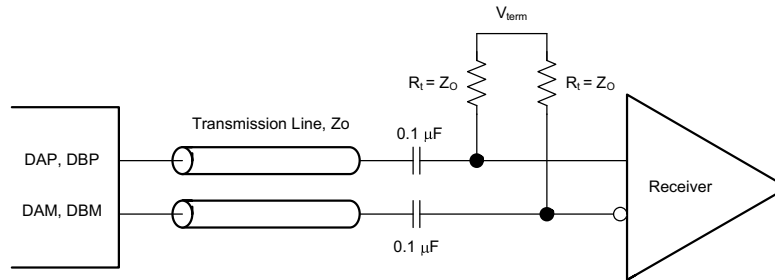 V_term
R_t = Z_O
R_t = Z_O
Transmission Line, Zo
0.1 μF
DAP, DBP
Receiver
DAM, DBM
0.1 μF